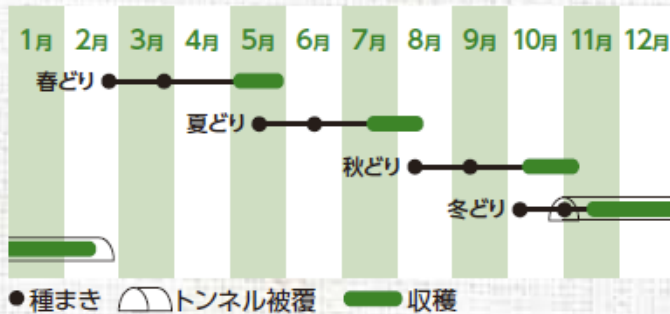 1月 2月 3月 4月 5月 6月 7月 8月 9月 10月 11月 12月
春どり
夏どり
秋どり
冬どり
種まき トンネル被覆 収穫